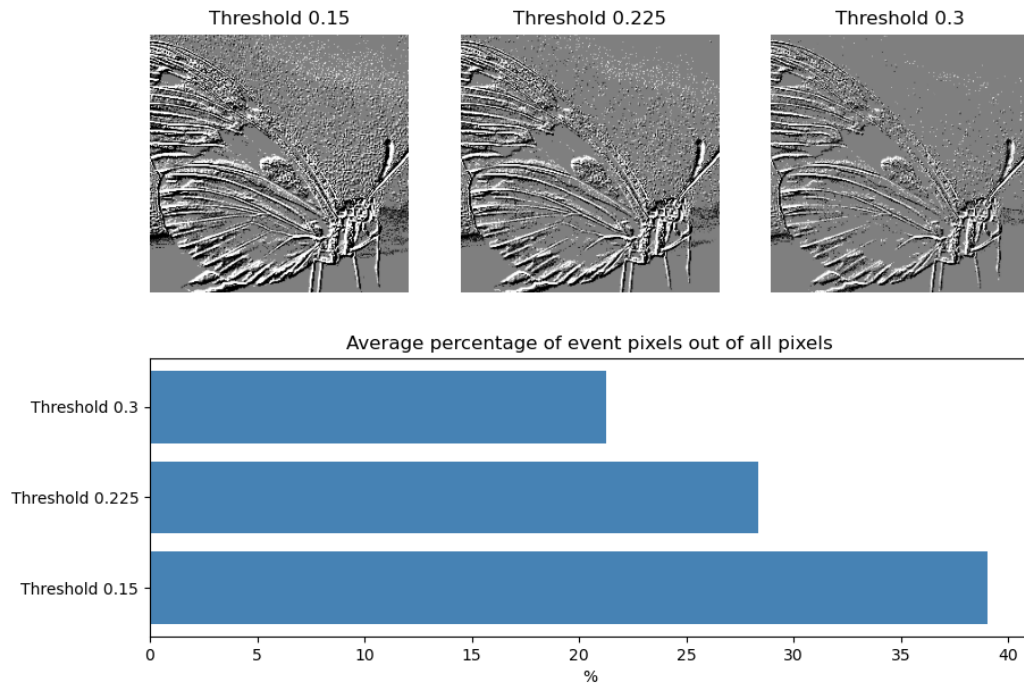 Threshold 0.15
Threshold 0.225
Threshold 0.3
Average percentage of event pixels out of all pixels
Threshold 0.3
Threshold 0.225
Threshold 0.15
0 5 10 15 20 25 30 35 40
%